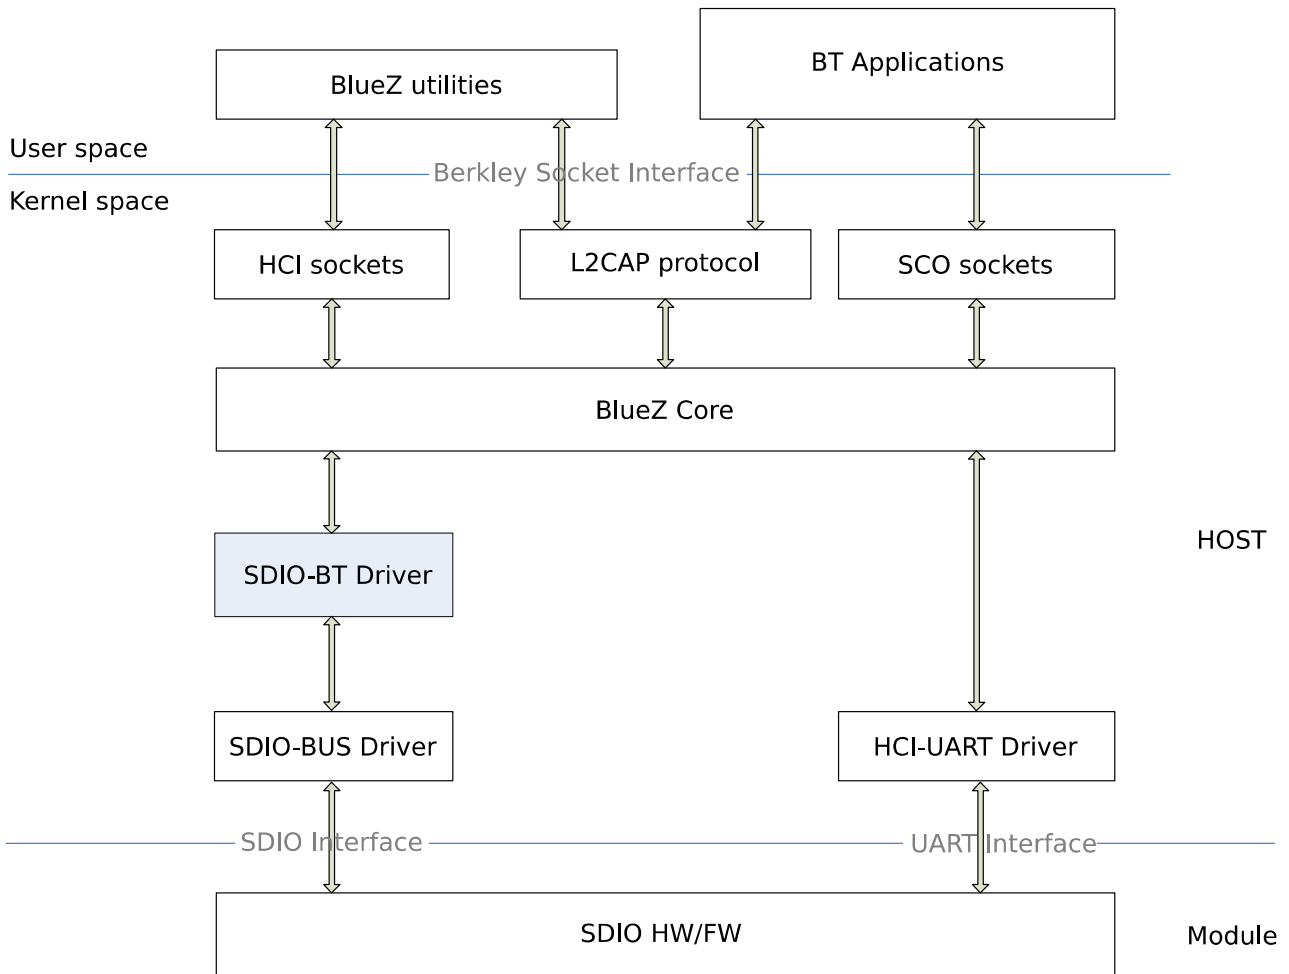 BT Applications
BlueZ utilities
User space
Berkley Socket Interface
Kernel space
HCI sockets
L2CAP protocol
SCO sockets
BlueZ Core
HOST
SDIO-BT Driver
SDIO-BUS Driver
HCI-UART Driver
SDIO Interface
UART Interface
SDIO HW/FW
Module